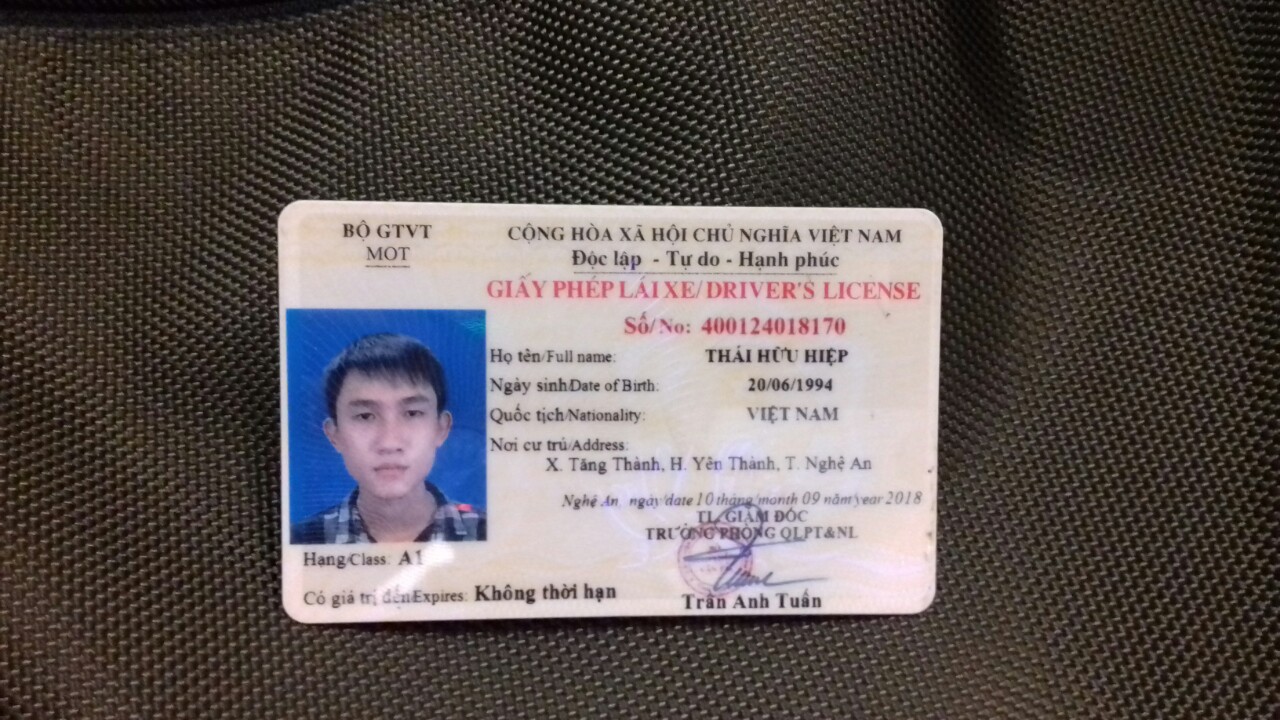 BỘ GTVT
MOT
CỘNG HÒA XÃ HỘI CHỦ NGHĨA VIỆT NAM
Độc lập - Tự do - Hạnh phúc
GIẤY PHÉP LÁI XE/DRIVER'S LICENSE
Số/No: 400124018170
Họ tên/Full name: THÁI HỮU HIỆP
Ngày sinh/Date of Birth: 20/06/1994
Quốc tịch/Nationality: VIỆT NAM
Nơi cư trú/Address:
X. Tăng Thành, H. Yên Thành, T. Nghệ An
Nghệ An, ngày/date 10 tháng/month 09 năm/year 2018
TL. GIÁM ĐỐC
TRƯỞNG PHÒNG QLPT&NL
Hạng/Class: A1
Có giá trị đến/Expires: Không thời hạn
Trần Anh Tuấn